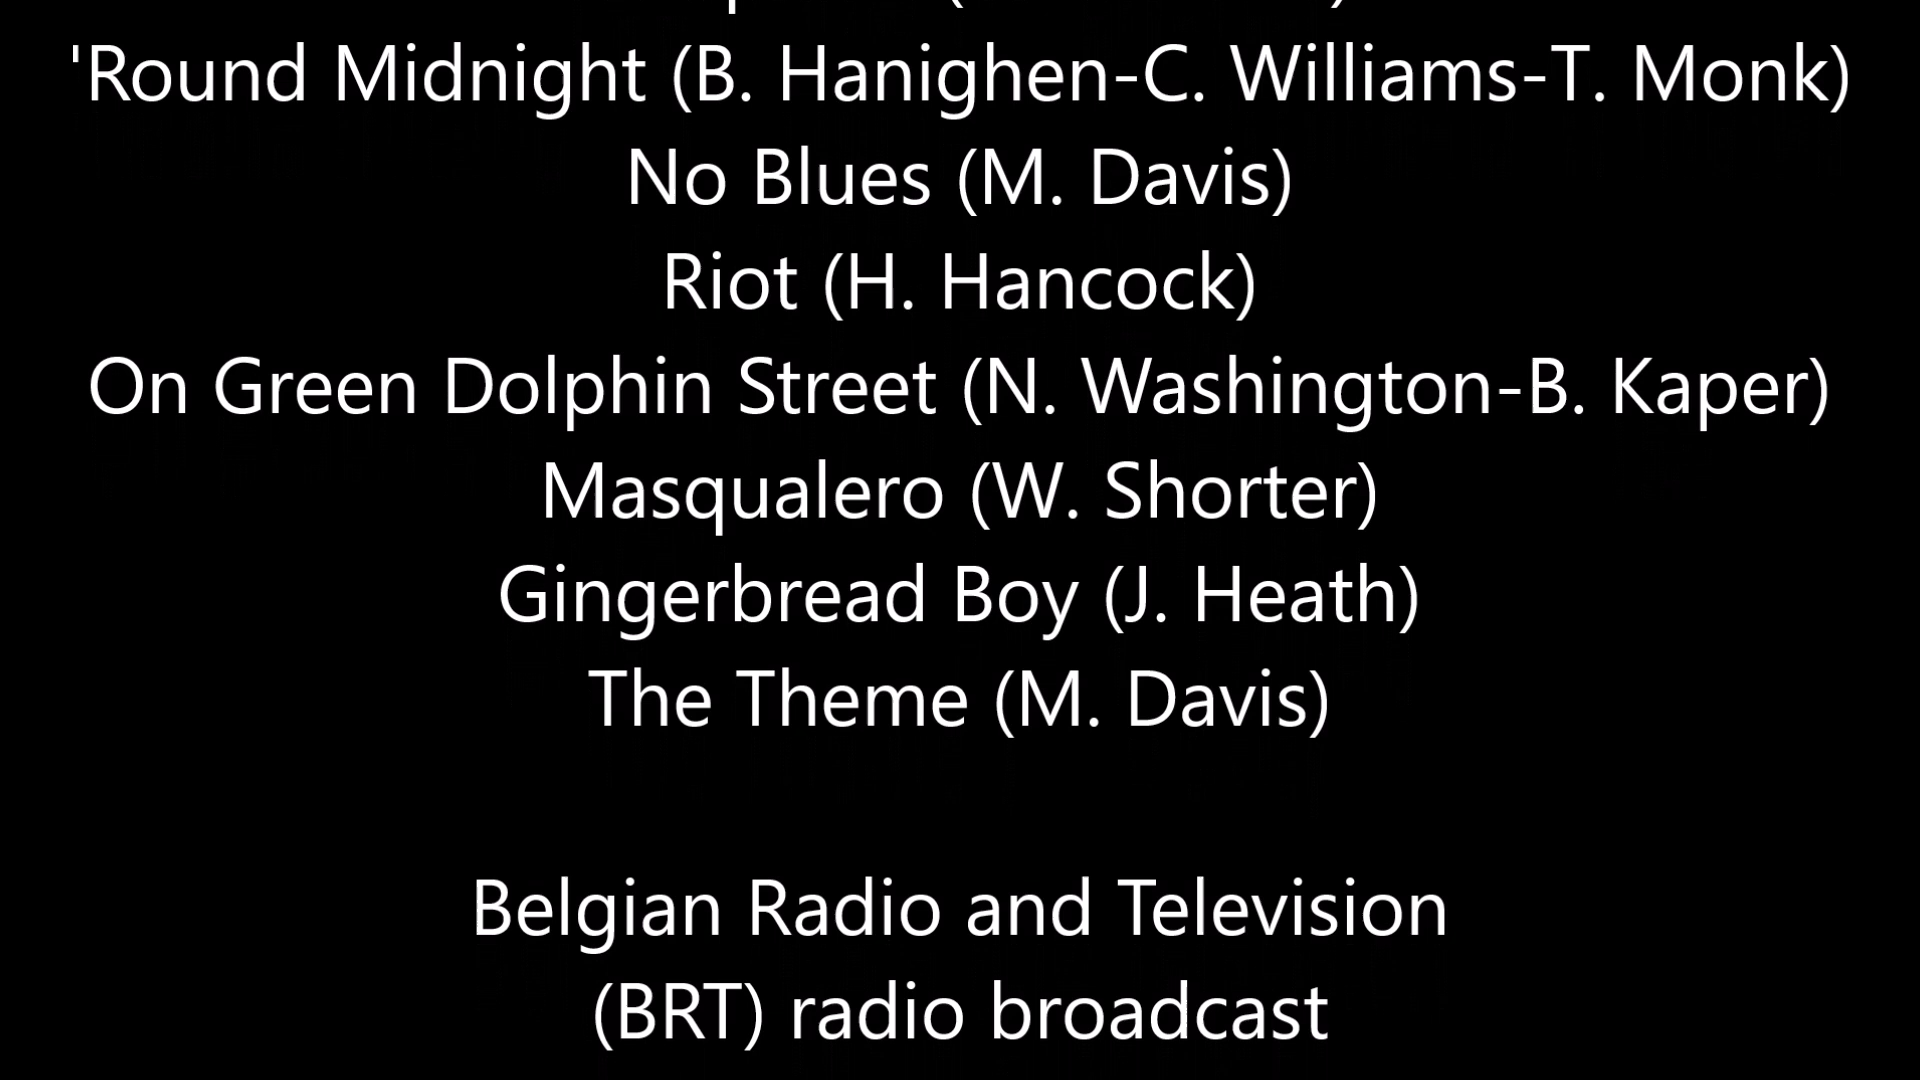 'Round Midnight (B. Hanighen-C. Williams-T. Monk)
No Blues (M. Davis)
Riot (H. Hancock)
On Green Dolphin Street (N. Washington-B. Kaper)
Masqualero (W. Shorter)
Gingerbread Boy (J. Heath)
The Theme (M. Davis)
Belgian Radio and Television
(BRT) radio broadcast